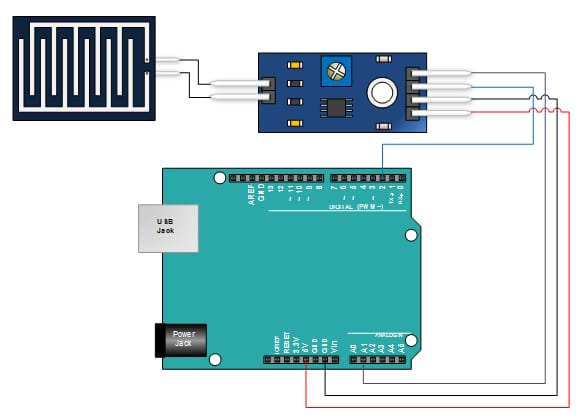 AREF
GND
13
12
~ 11
~ 10
~ 9
8
7
~ 6
~ 5
4
~ 3
2
TX→ 1
RX← 0
DIGITAL (PWM ~)
USB
Jack
Power
Jack
IOREF
RESET
3.3V
5V
GND
GND
Vin
ANALOG IN
A0
A1
A2
A3
A4
A5